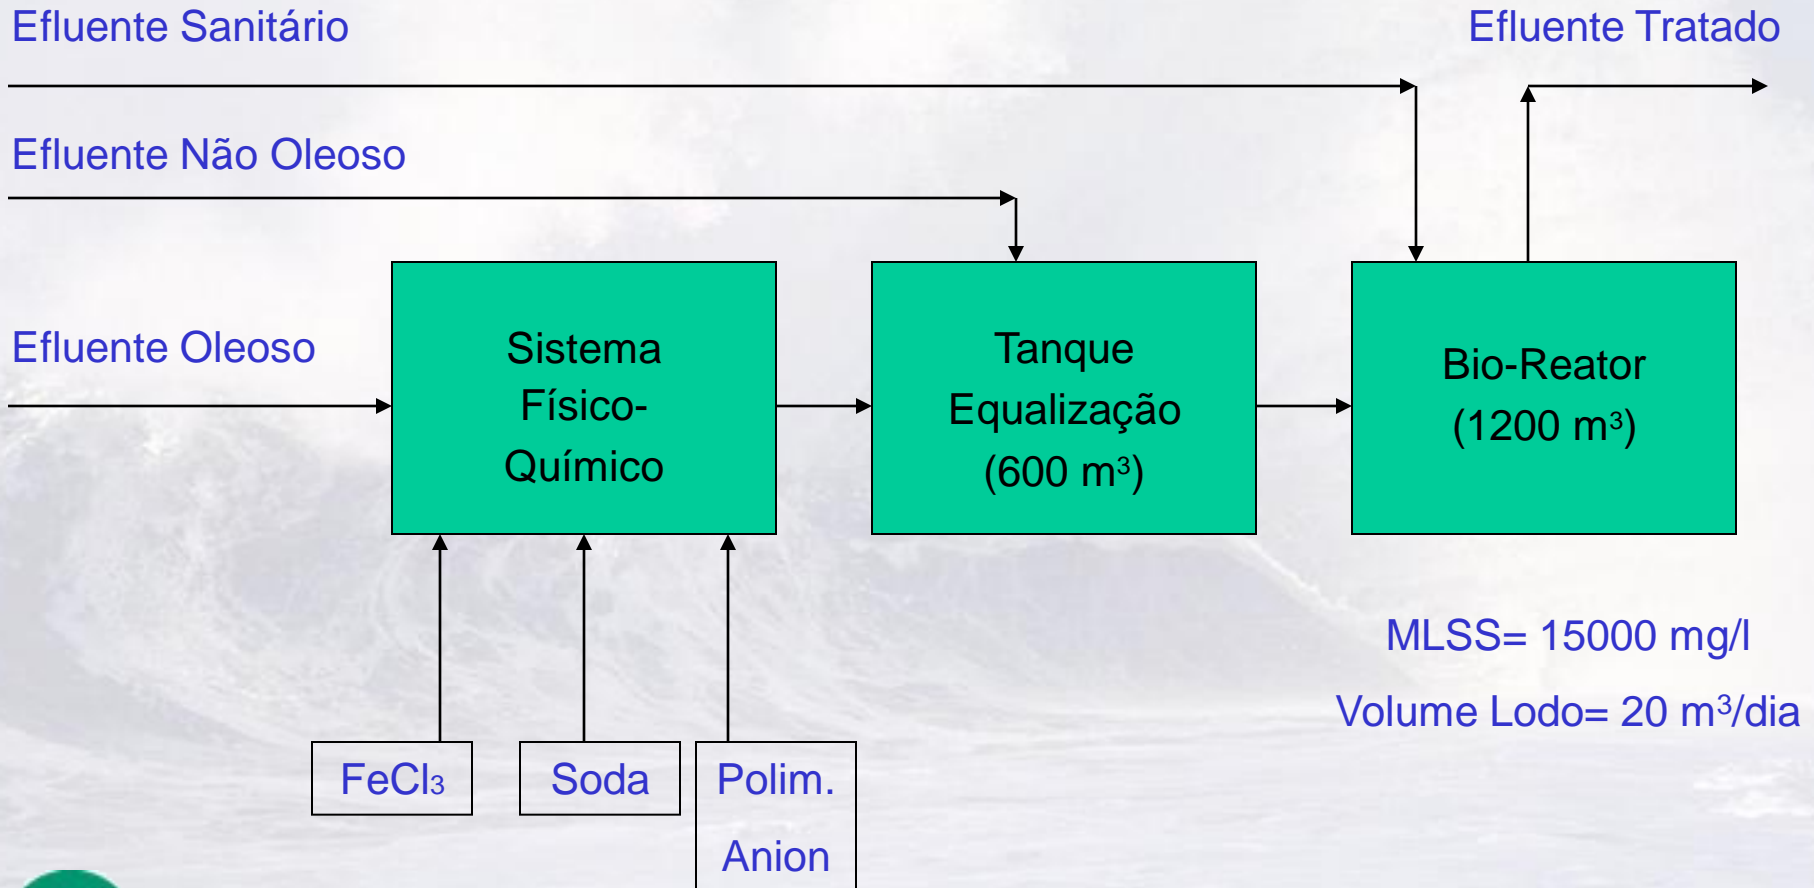 Efluente Sanitário
Efluente Tratado
Efluente Não Oleoso
Efluente Oleoso
Sistema
Físico-
Químico
Tanque
Equalização
(600 m³)
Bio-Reator
(1200 m³)
MLSS= 15000 mg/l
Volume Lodo= 20 m³/dia
FeCl₃
Soda
Polim.
Anion